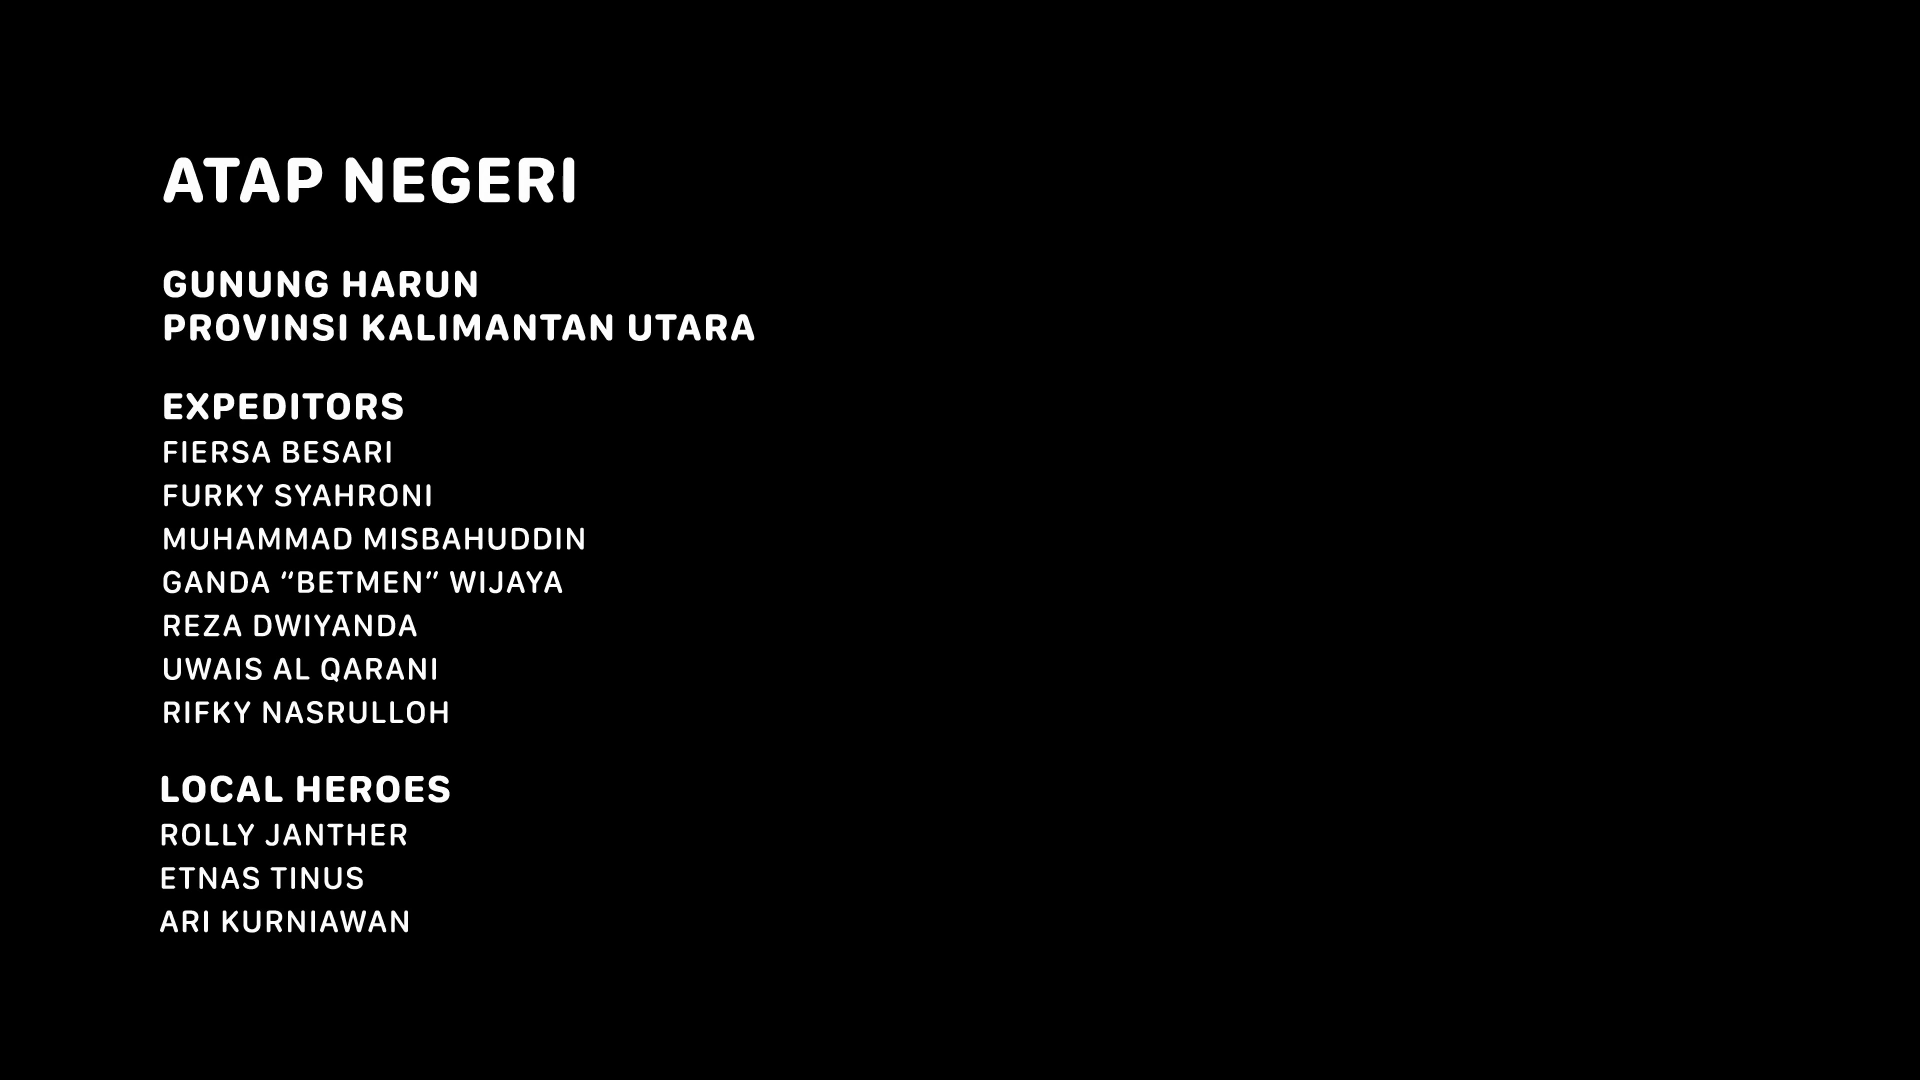 ATAP NEGERI
GUNUNG HARUN
PROVINSI KALIMANTAN UTARA
EXPEDITORS
FIERSA BESARI
FURKY SYAHRONI
MUHAMMAD MISBAHUDDIN
GANDA “BETMEN” WIJAYA
REZA DWIYANDA
UWAIS AL QARANI
RIFKY NASRULLOH
LOCAL HEROES
ROLLY JANTHER
ETNAS TINUS
ARI KURNIAWAN